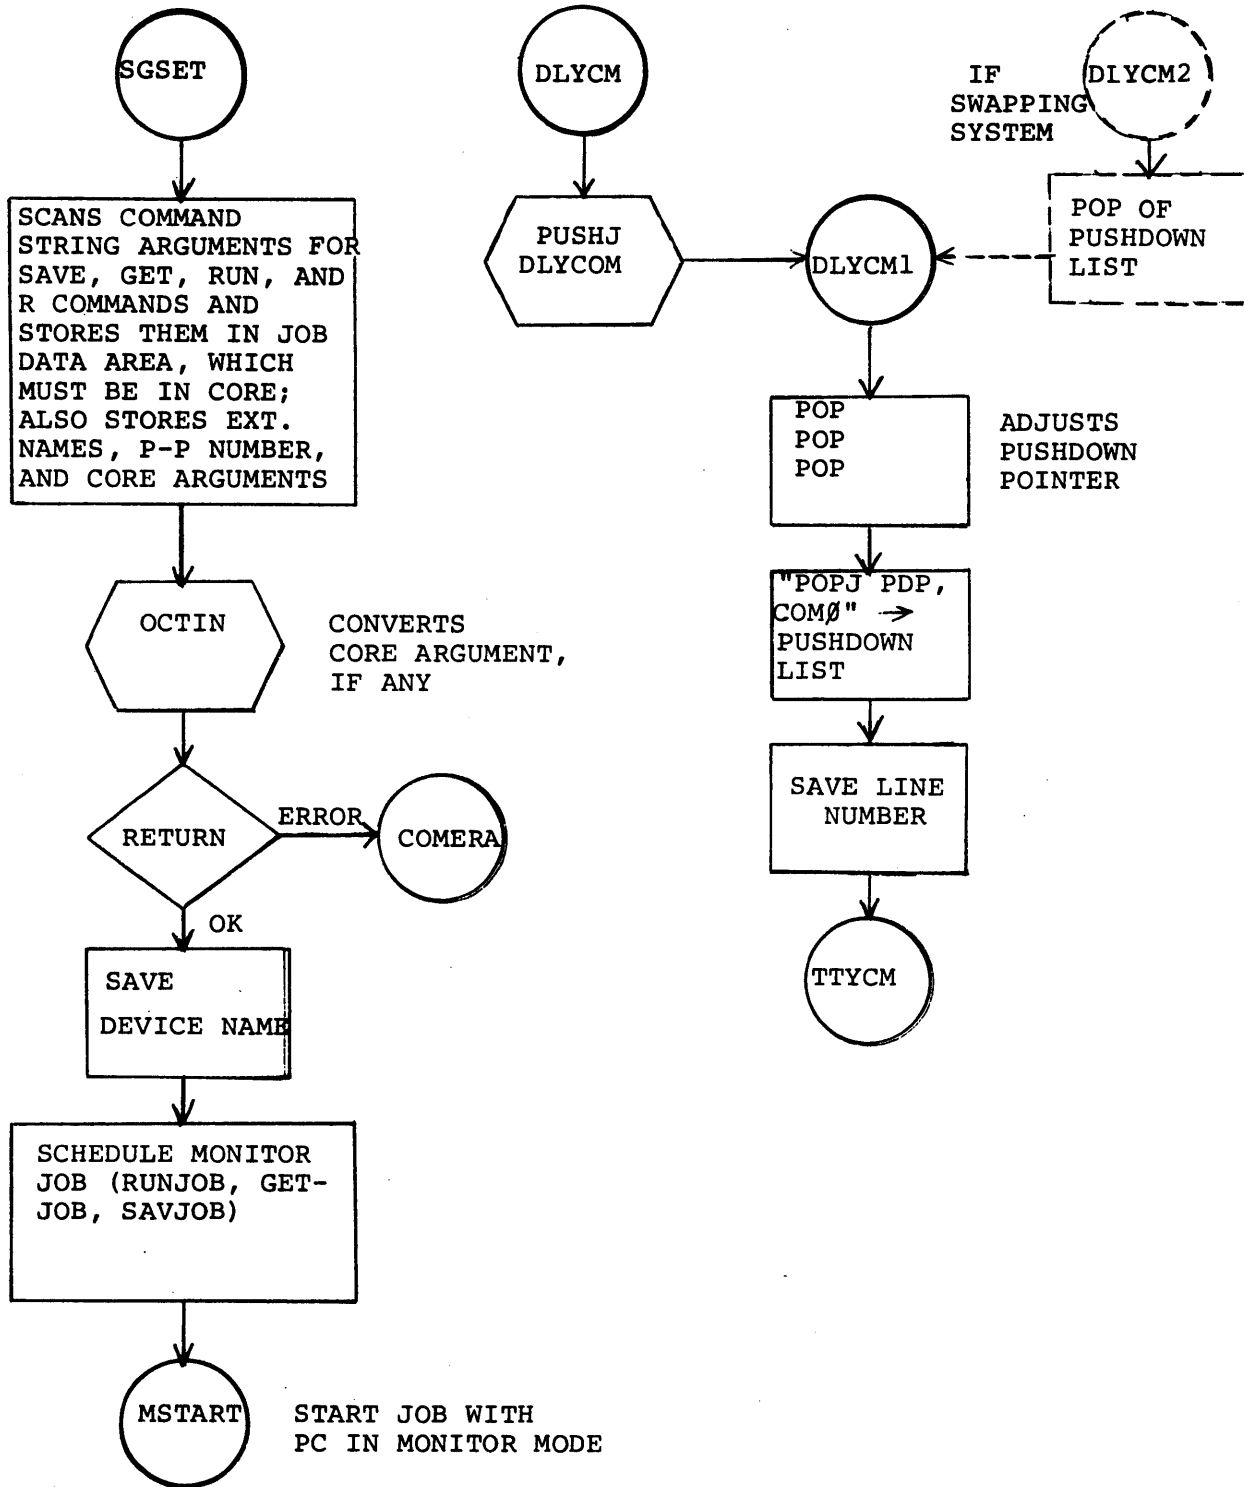 SGSET
SCANS COMMAND
STRING ARGUMENTS FOR
SAVE, GET, RUN, AND
R COMMANDS AND
STORES THEM IN JOB
DATA AREA, WHICH
MUST BE IN CORE;
ALSO STORES EXT.
NAMES, P-P NUMBER,
AND CORE ARGUMENTS
OCTIN
CONVERTS
CORE ARGUMENT,
IF ANY
RETURN
ERROR
COMERA
OK
SAVE
DEVICE NAME
SCHEDULE MONITOR
JOB (RUNJOB, GET-
JOB, SAVJOB)
MSTART
START JOB WITH
PC IN MONITOR MODE
DLYCM
PUSHJ
DLYCOM
DLYCM1
IF
SWAPPING
SYSTEM
DLYCM2
POP OF
PUSHDOWN
LIST
POP
POP
POP
ADJUSTS
PUSHDOWN
POINTER
"POPJ PDP,
COMØ" →
PUSHDOWN
LIST
SAVE LINE
NUMBER
TTYCM